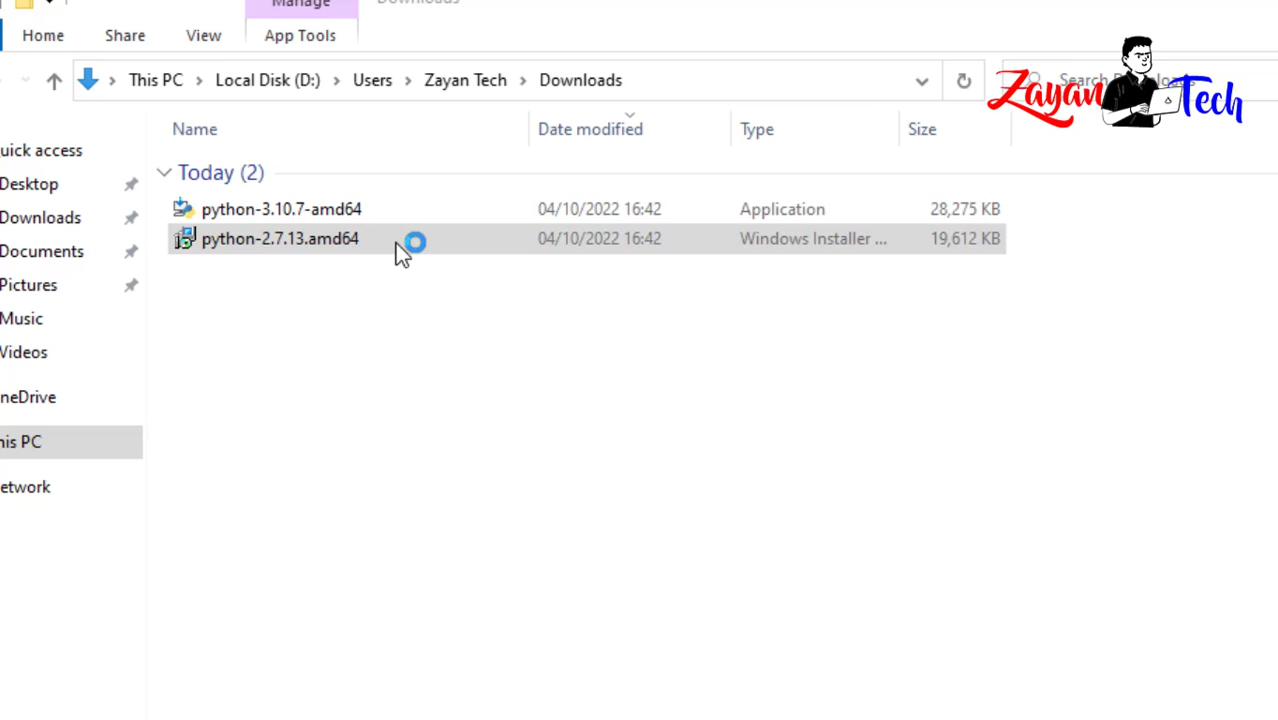 Manage Downloads
Home Share View App Tools
This PC Local Disk (D:) Users Zayan Tech Downloads Search Downloads
Zayan Tech
Name Date modified Type Size
uick access
Today (2)
Desktop
python-3.10.7-amd64 04/10/2022 16:42 Application 28,275 KB
Downloads
python-2.7.13.amd64 04/10/2022 16:42 Windows Installer ... 19,612 KB
Documents
Pictures
Music
Videos
neDrive
his PC
etwork